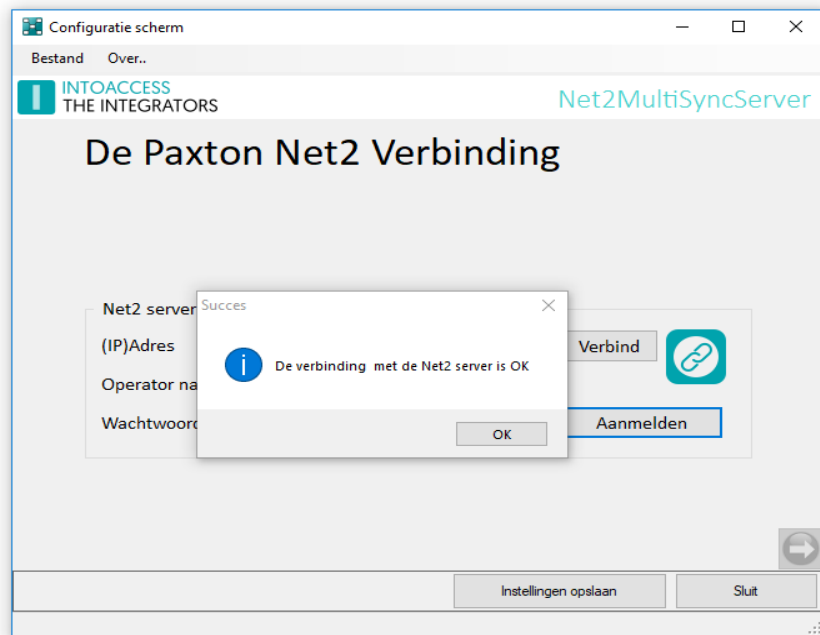 Configuratie scherm
Bestand Over..
INTOACCESS
THE INTEGRATORS
Net2MultiSyncServer
De Paxton Net2 Verbinding
Net2 server
Succes
(IP)Adres
Verbind
De verbinding met de Net2 server is OK
Operator na
Wachtwoord
Aanmelden
OK
Instellingen opslaan
Sluit